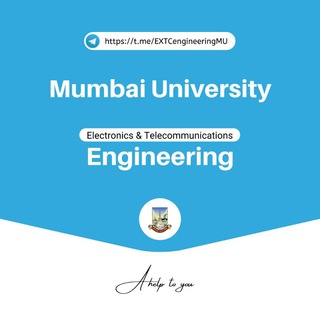 https://t.me/EXTCengineeringMU
Mumbai University
Electronics & Telecommunications
Engineering
A help to you